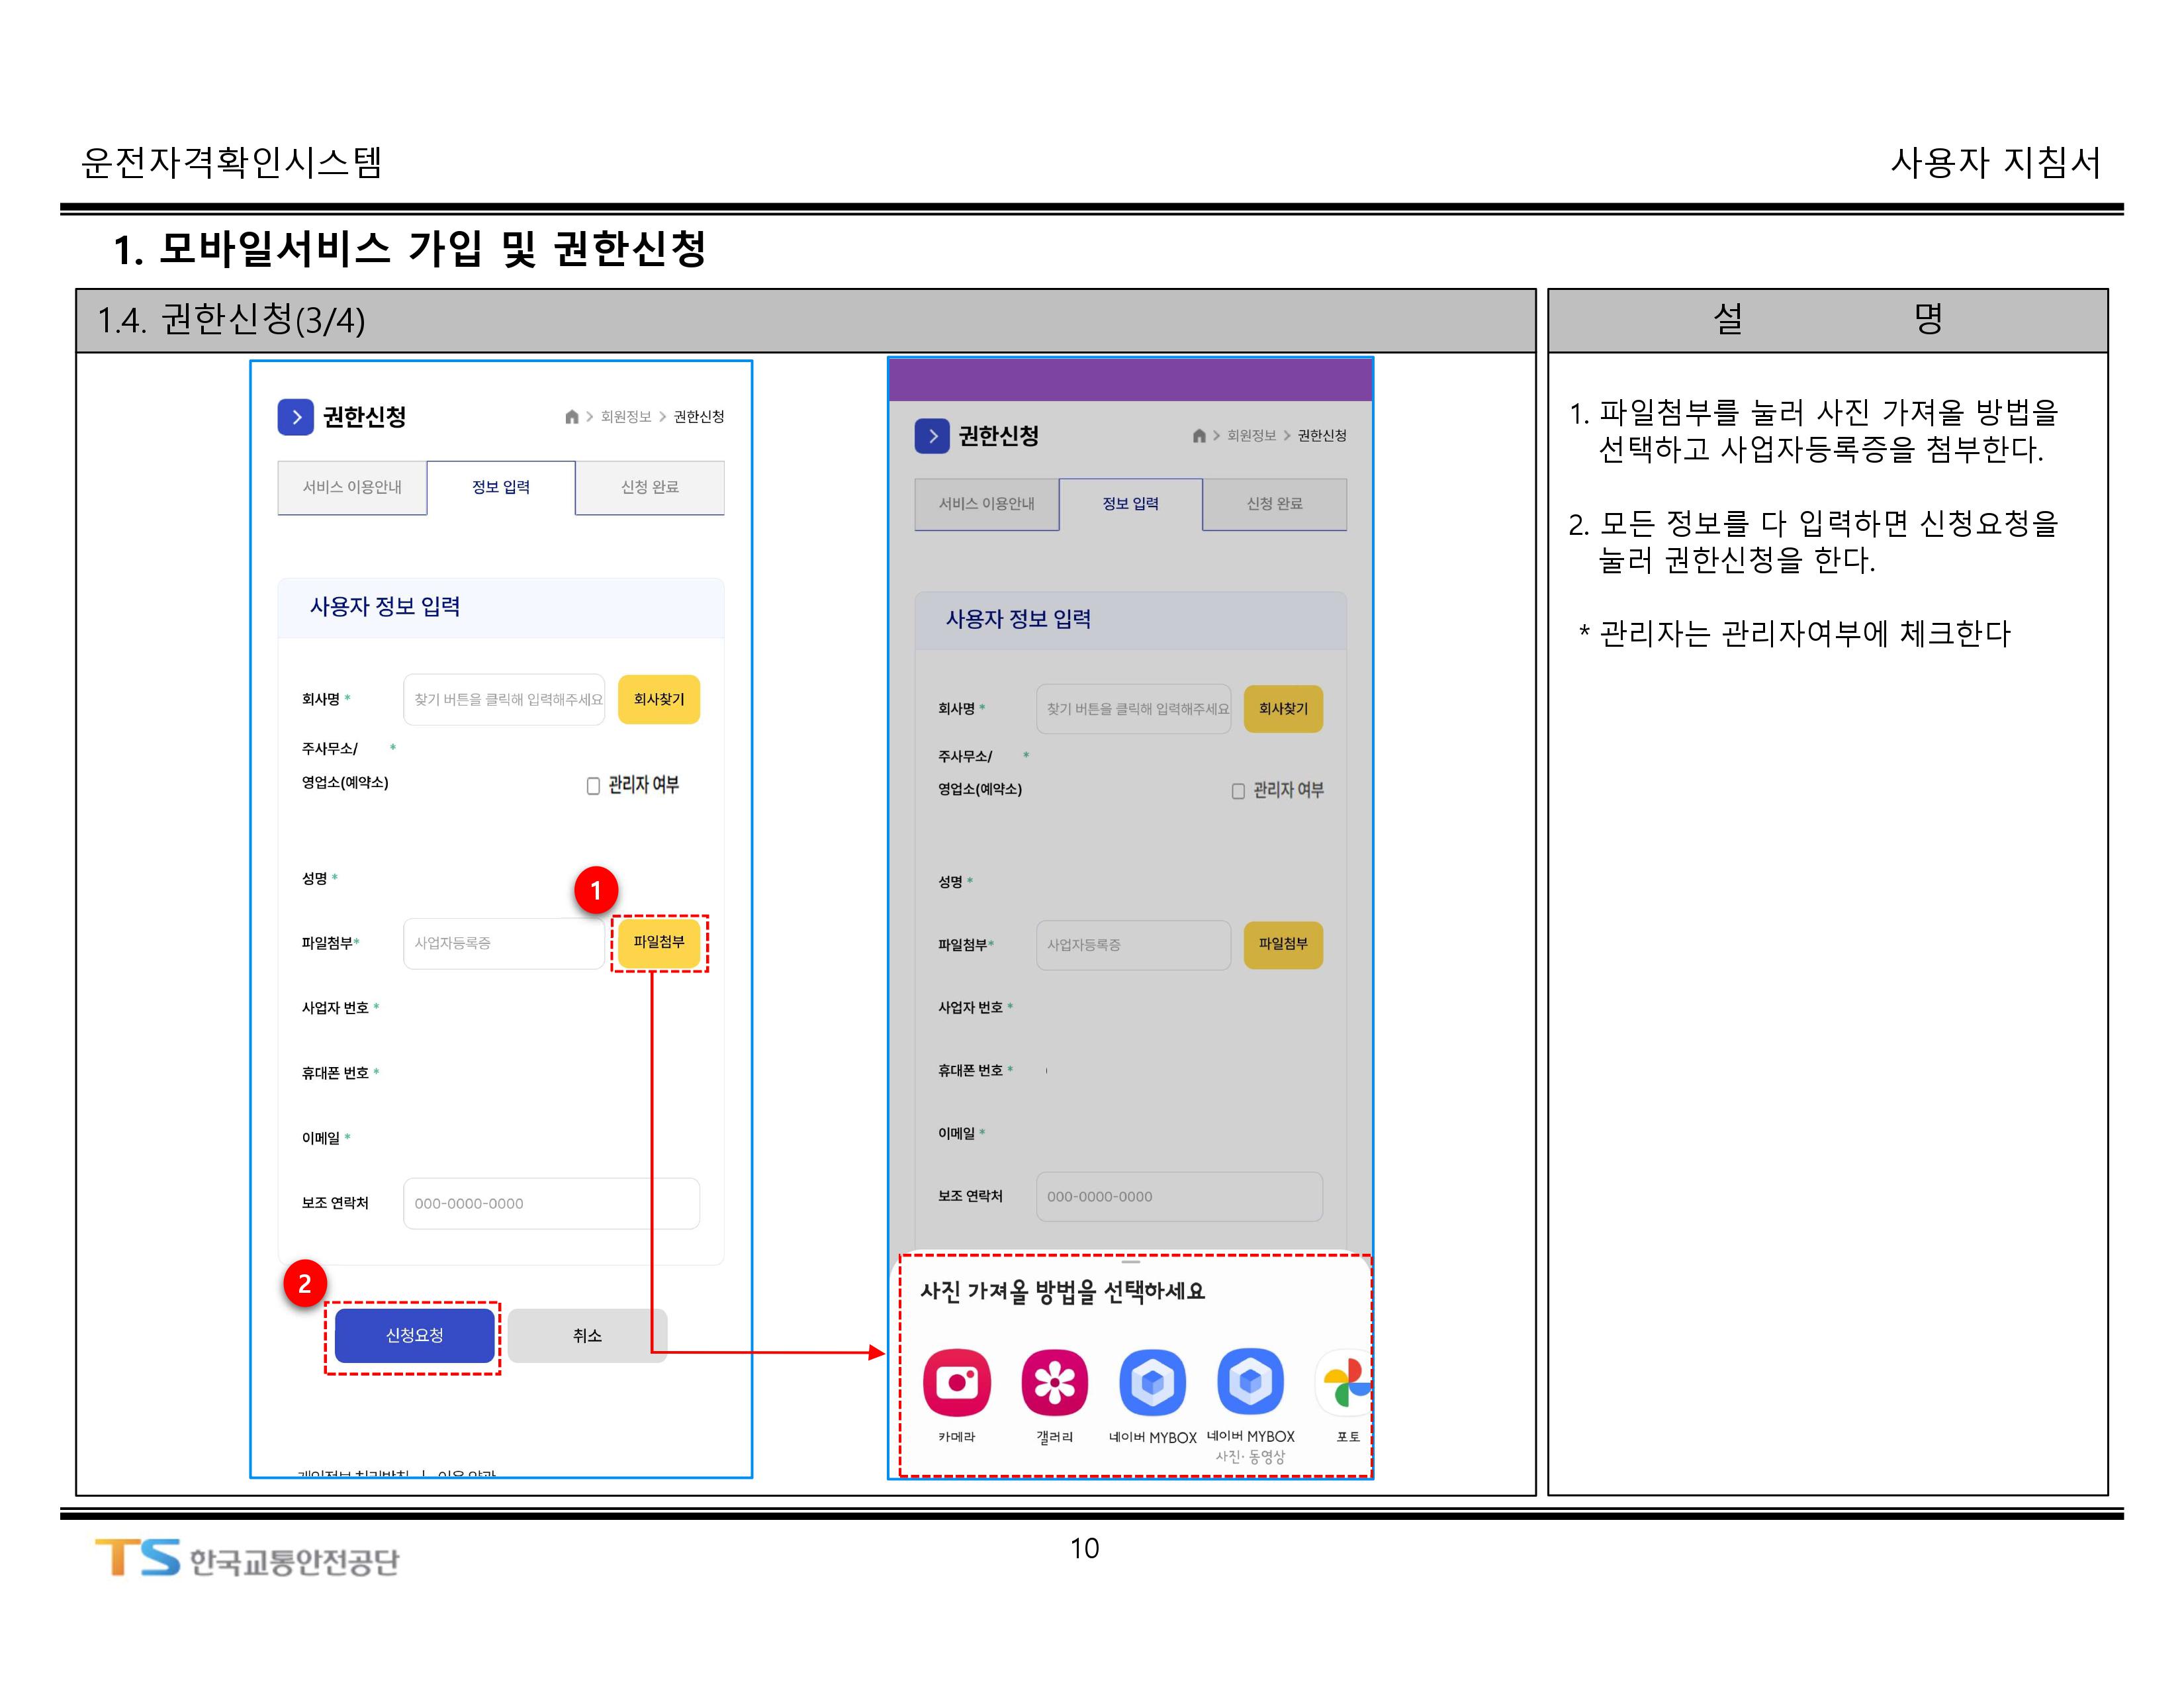 운전자격확인시스템
사용자 지침서
1. 모바일서비스 가입 및 권한신청
1.4. 권한신청(3/4)
권한신청
회원정보 > 권한신청
서비스 이용안내
정보 입력
신청 완료
사용자 정보 입력
회사명 *
찾기 버튼을 클릭해 입력해주세요
회사찾기
주사무소/ *
영업소(예약소)
관리자 여부
성명 *
1
파일첨부*
사업자등록증
파일첨부
사업자 번호 *
휴대폰 번호 *
이메일 *
보조 연락처
000-0000-0000
2
신청요청
취소
개인정보 처리방침 | 이용 약관
권한신청
회원정보 > 권한신청
서비스 이용안내
정보 입력
신청 완료
사용자 정보 입력
회사명 *
찾기 버튼을 클릭해 입력해주세요
회사찾기
주사무소/ *
영업소(예약소)
관리자 여부
성명 *
파일첨부*
사업자등록증
파일첨부
사업자 번호 *
휴대폰 번호 *
이메일 *
보조 연락처
000-0000-0000
사진 가져올 방법을 선택하세요
카메라
갤러리
네이버 MYBOX
네이버 MYBOX
사진· 동영상
포토
설 명
1. 파일첨부를 눌러 사진 가져올 방법을
선택하고 사업자등록증을 첨부한다.
2. 모든 정보를 다 입력하면 신청요청을
눌러 권한신청을 한다.
* 관리자는 관리자여부에 체크한다
TS 한국교통안전공단
10